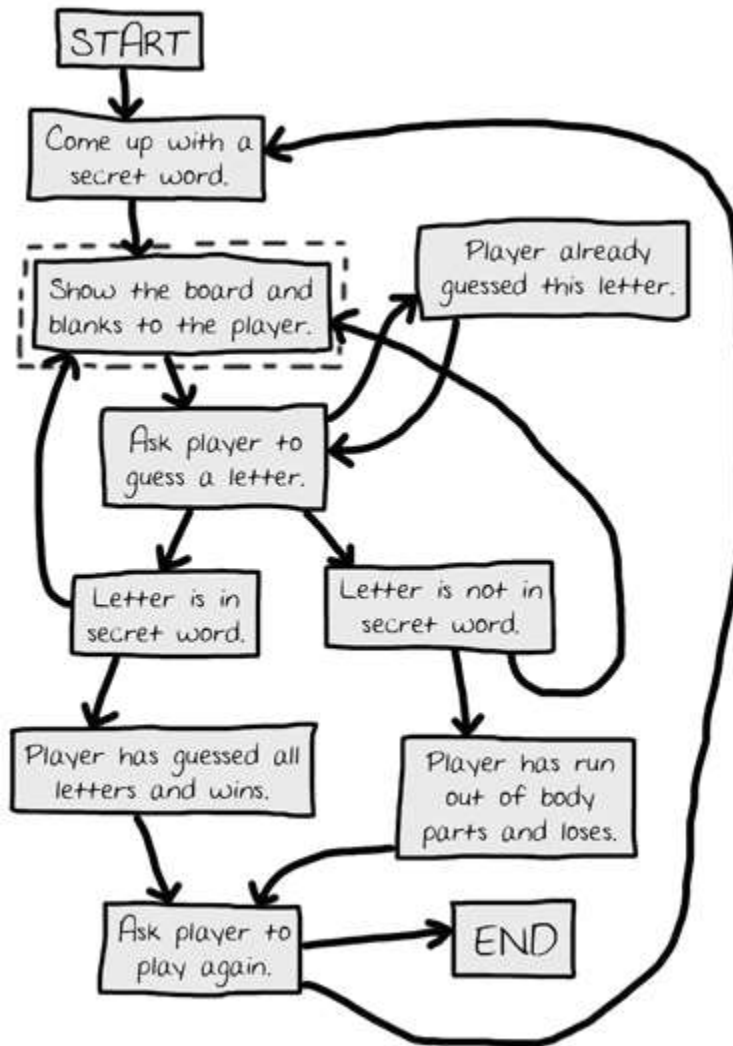 START
Come up with a
secret word.
Show the board and
blanks to the player.
Player already
guessed this letter.
Ask player to
guess a letter.
Letter is in
secret word.
Letter is not in
secret word.
Player has guessed all
letters and wins.
Player has run
out of body
parts and loses.
Ask player to
play again.
END